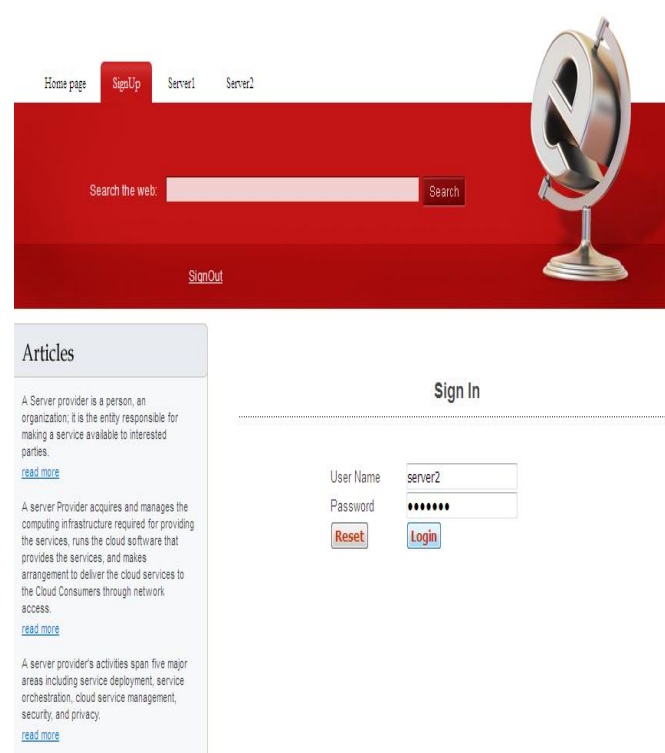 Home page SignUp Server1 Server2
Search the web: Search
SignOut
Articles
A Server provider is a person, an
organization; it is the entity responsible for
making a service available to interested
parties.
read more
A server Provider acquires and manages the
computing infrastructure required for providing
the services, runs the cloud software that
provides the services, and makes
arrangement to deliver the cloud services to
the Cloud Consumers through network
access.
read more
A server provider's activities span five major
areas including service deployment, service
orchestration, cloud service management,
security, and privacy.
read more
Sign In
User Name server2
Password •••••••
Reset Login